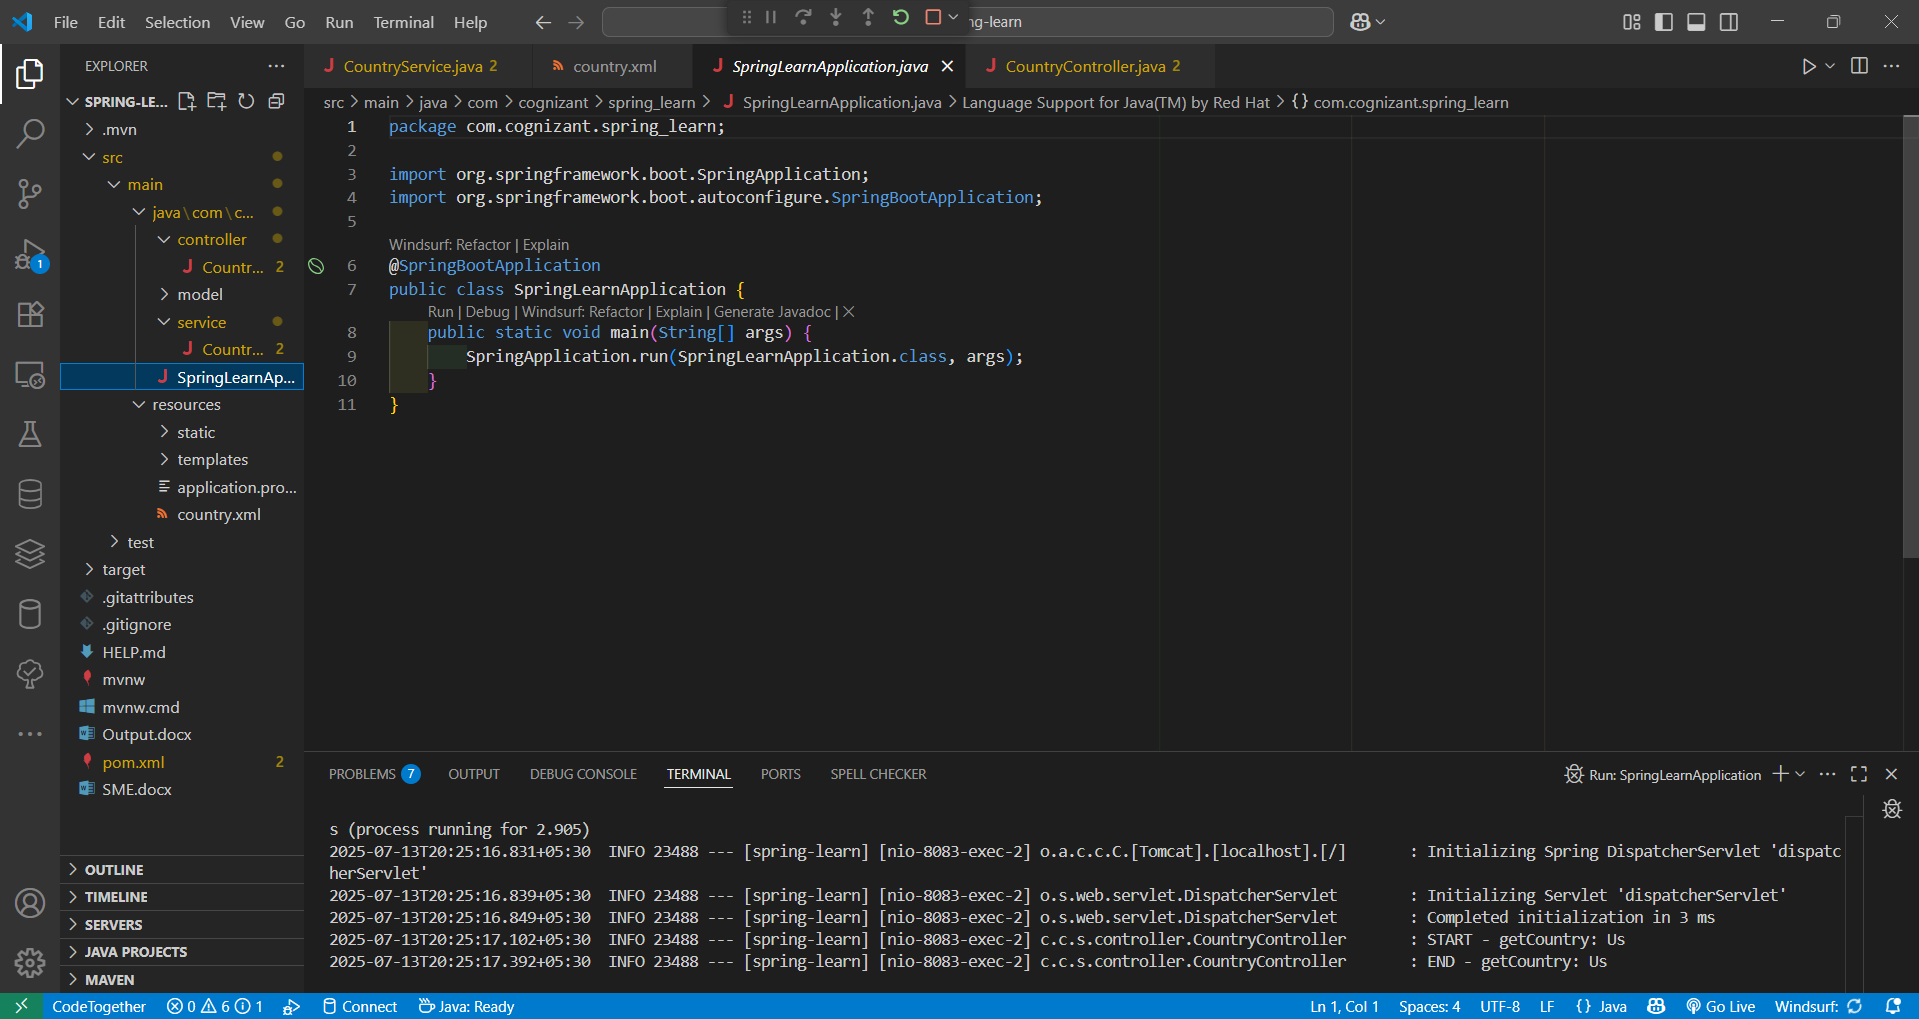 File Edit Selection View Go Run Terminal Help ng-learn
EXPLORER
SPRING-LE...
.mvn
src
main
java\com\c...
controller
Countr... 2
model
service
Countr... 2
SpringLearnAp...
resources
static
templates
application.pro...
country.xml
test
target
.gitattributes
.gitignore
HELP.md
mvnw
mvnw.cmd
Output.docx
pom.xml 2
SME.docx
OUTLINE
TIMELINE
SERVERS
JAVA PROJECTS
MAVEN
1
CountryService.java 2 country.xml SpringLearnApplication.java CountryController.java 2
src > main > java > com > cognizant > spring_learn > SpringLearnApplication.java > Language Support for Java(TM) by Red Hat > {} com.cognizant.spring_learn
1 package com.cognizant.spring_learn;
2
3 import org.springframework.boot.SpringApplication;
4 import org.springframework.boot.autoconfigure.SpringBootApplication;
5
Windsurf: Refactor | Explain
6 @SpringBootApplication
7 public class SpringLearnApplication {
Run | Debug | Windsurf: Refactor | Explain | Generate Javadoc | X
8 public static void main(String[] args) {
9 SpringApplication.run(SpringLearnApplication.class, args);
10 }
11 }
PROBLEMS 7 OUTPUT DEBUG CONSOLE TERMINAL PORTS SPELL CHECKER
Run: SpringLearnApplication
s (process running for 2.905)
2025-07-13T20:25:16.831+05:30 INFO 23488 --- [spring-learn] [nio-8083-exec-2] o.a.c.c.C.[Tomcat].[localhost].[/] : Initializing Spring DispatcherServlet 'dispatc
herServlet'
2025-07-13T20:25:16.839+05:30 INFO 23488 --- [spring-learn] [nio-8083-exec-2] o.s.web.servlet.DispatcherServlet : Initializing Servlet 'dispatcherServlet'
2025-07-13T20:25:16.849+05:30 INFO 23488 --- [spring-learn] [nio-8083-exec-2] o.s.web.servlet.DispatcherServlet : Completed initialization in 3 ms
2025-07-13T20:25:17.102+05:30 INFO 23488 --- [spring-learn] [nio-8083-exec-2] c.c.s.controller.CountryController : START - getCountry: Us
2025-07-13T20:25:17.392+05:30 INFO 23488 --- [spring-learn] [nio-8083-exec-2] c.c.s.controller.CountryController : END - getCountry: Us
CodeTogether 0 6 1 Connect Java: Ready Ln 1, Col 1 Spaces: 4 UTF-8 LF {} Java Go Live Windsurf: